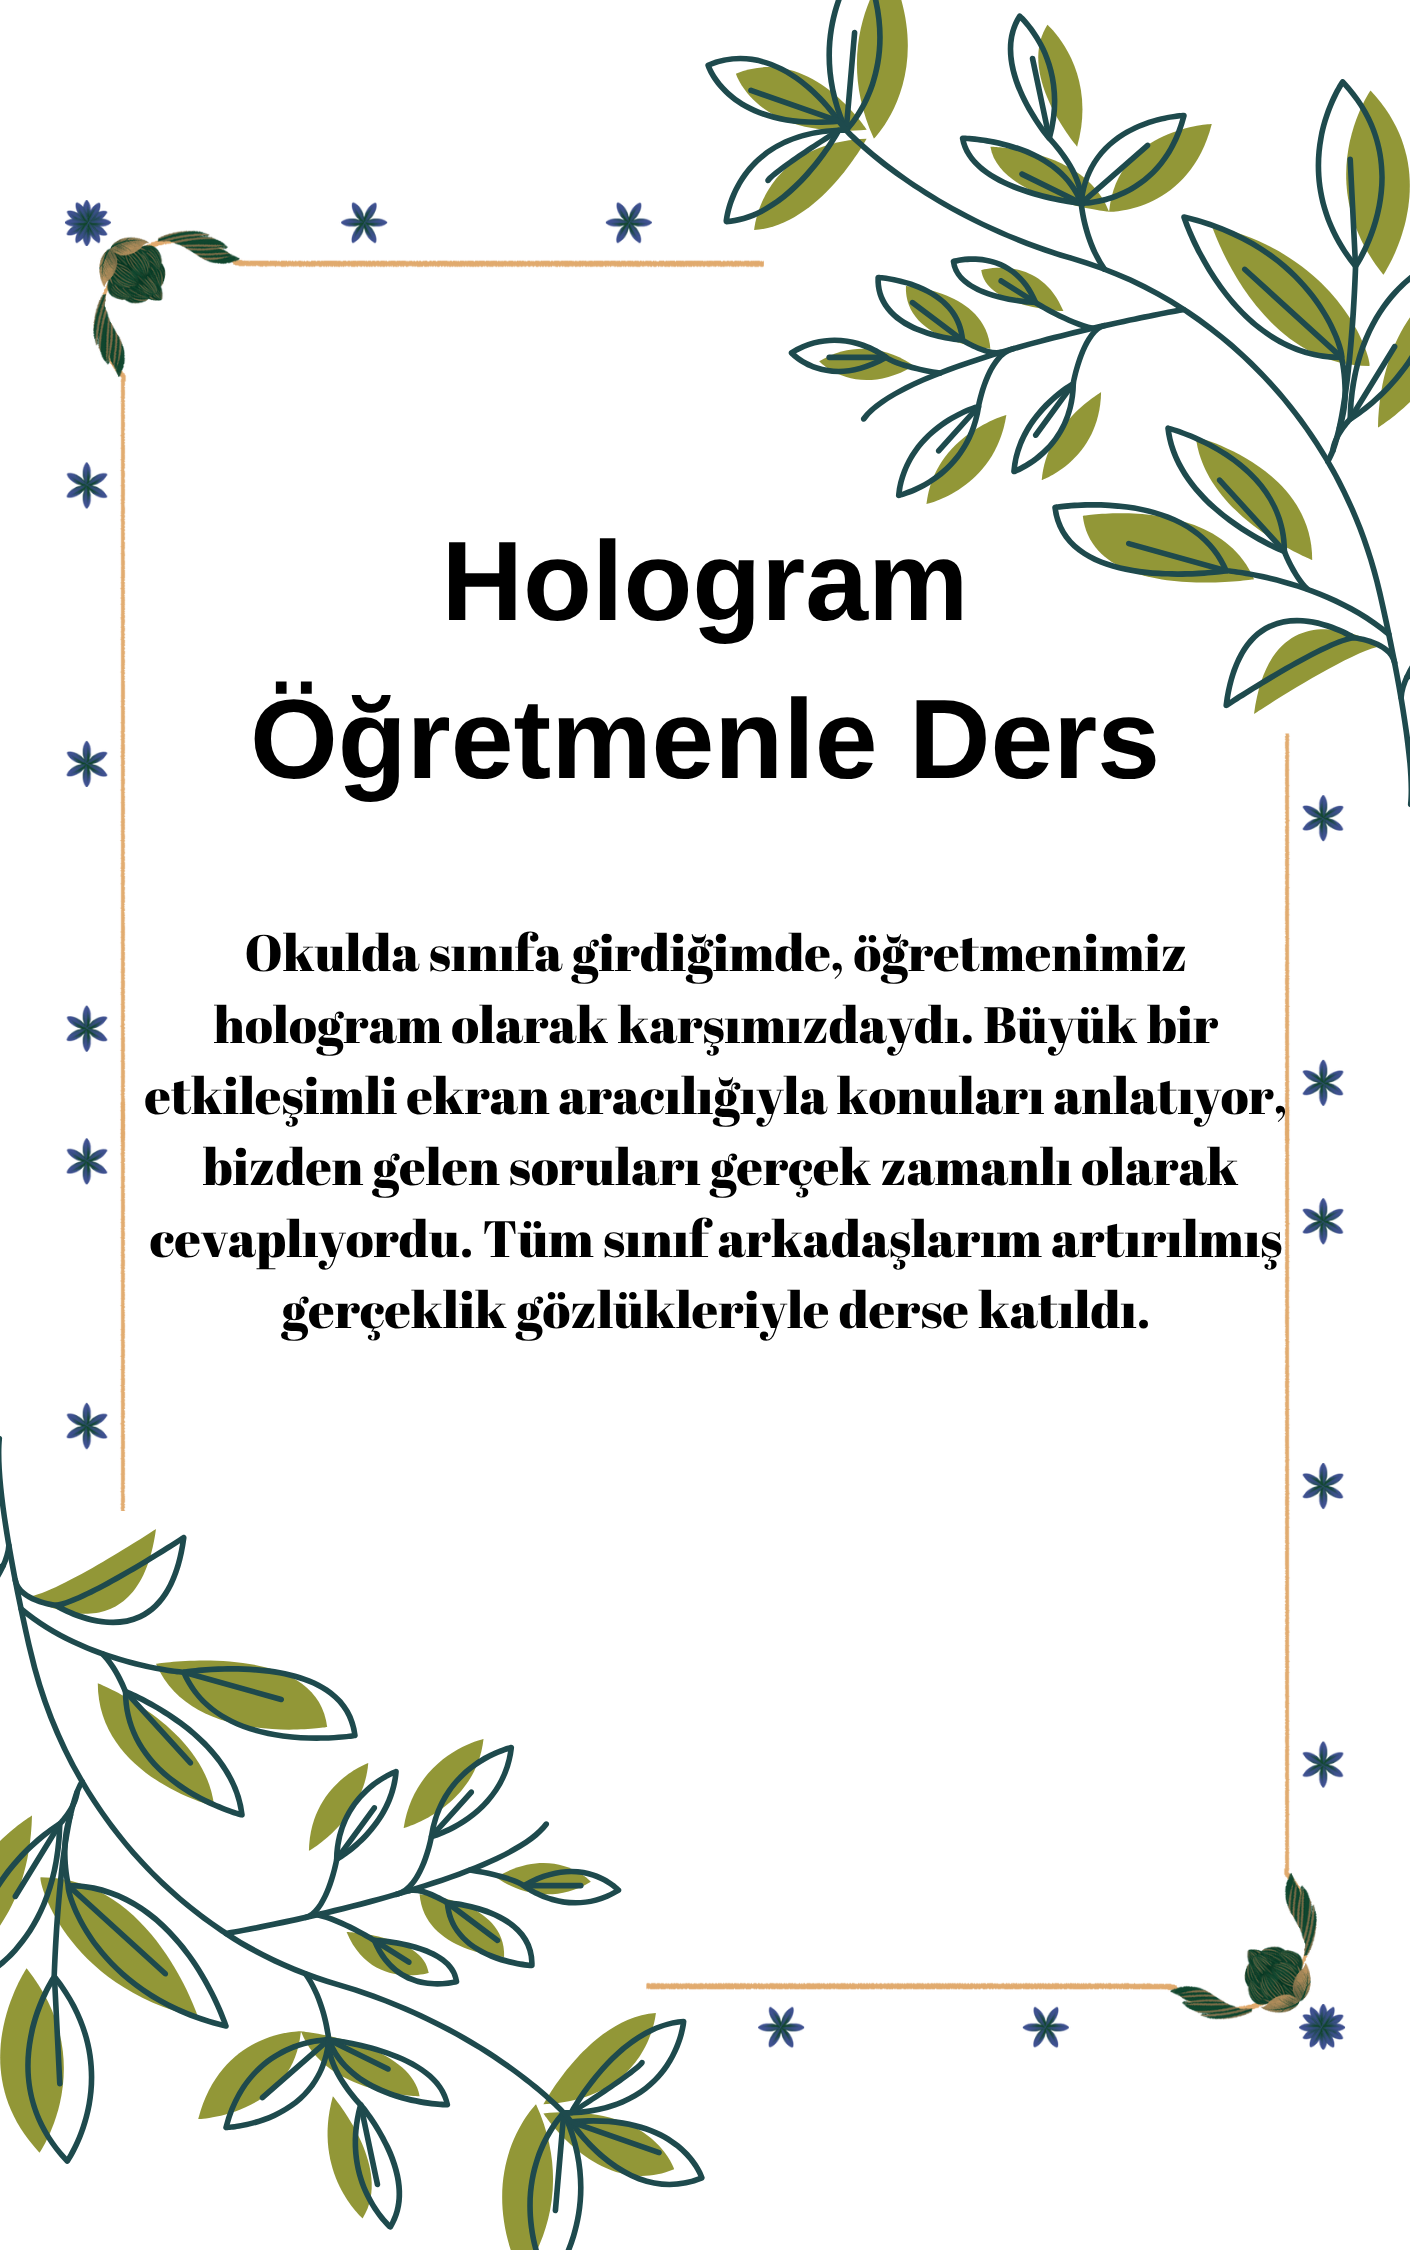 Hologram
Öğretmenle Ders
Okulda sınıfa girdiğimde, öğretmenimiz
hologram olarak karşımızdaydı. Büyük bir
etkileşimli ekran aracılığıyla konuları anlatıyor,
bizden gelen soruları gerçek zamanlı olarak
cevaplıyordu. Tüm sınıf arkadaşlarım artırılmış
gerçeklik gözlükleriyle derse katıldı.